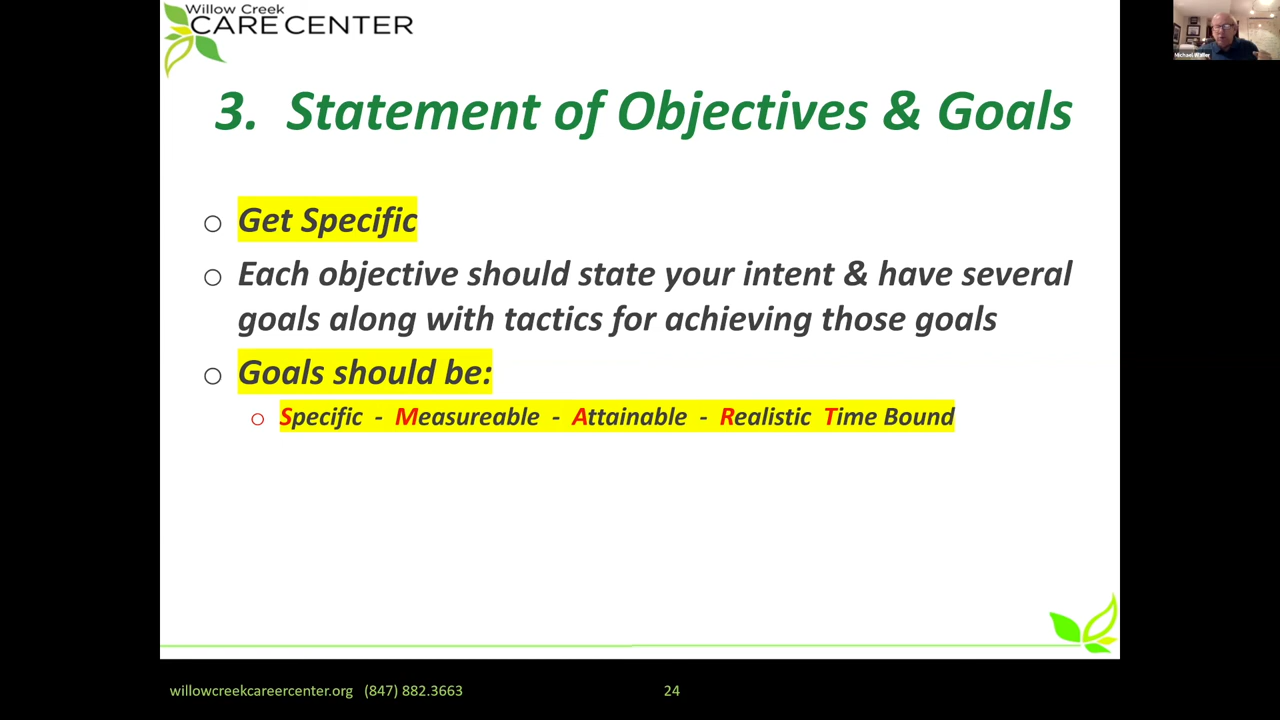 Willow Creek
CARE CENTER
3. Statement of Objectives & Goals
Get Specific
Each objective should state your intent & have several
goals along with tactics for achieving those goals
Goals should be:
Specific - Measureable - Attainable - Realistic Time Bound
willowcreekcareercenter.org (847) 882.3663
24